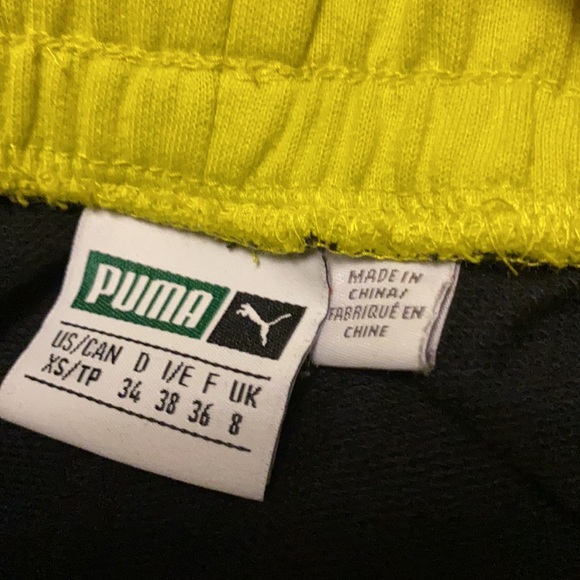 PUMA
US/CAN D I/E F UK
XS/TP 34 38 36 8
MADE IN
CHINA/
FABRIQUÉ EN
CHINE